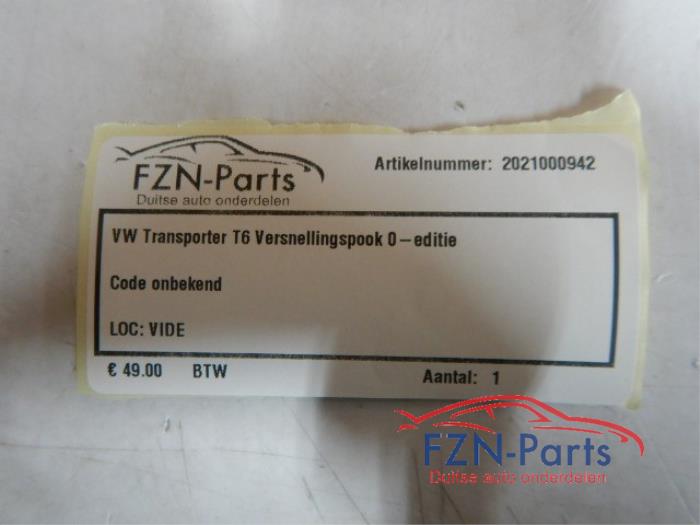 FZN-Parts
Duitse auto onderdelen
Artikelnummer: 2021000942
VW Transporter T6 Versnellingspook 0-editie
Code onbekend
LOC: VIDE
€ 49.00 BTW
Aantal: 1
FZN-Parts
Duitse auto onderdelen